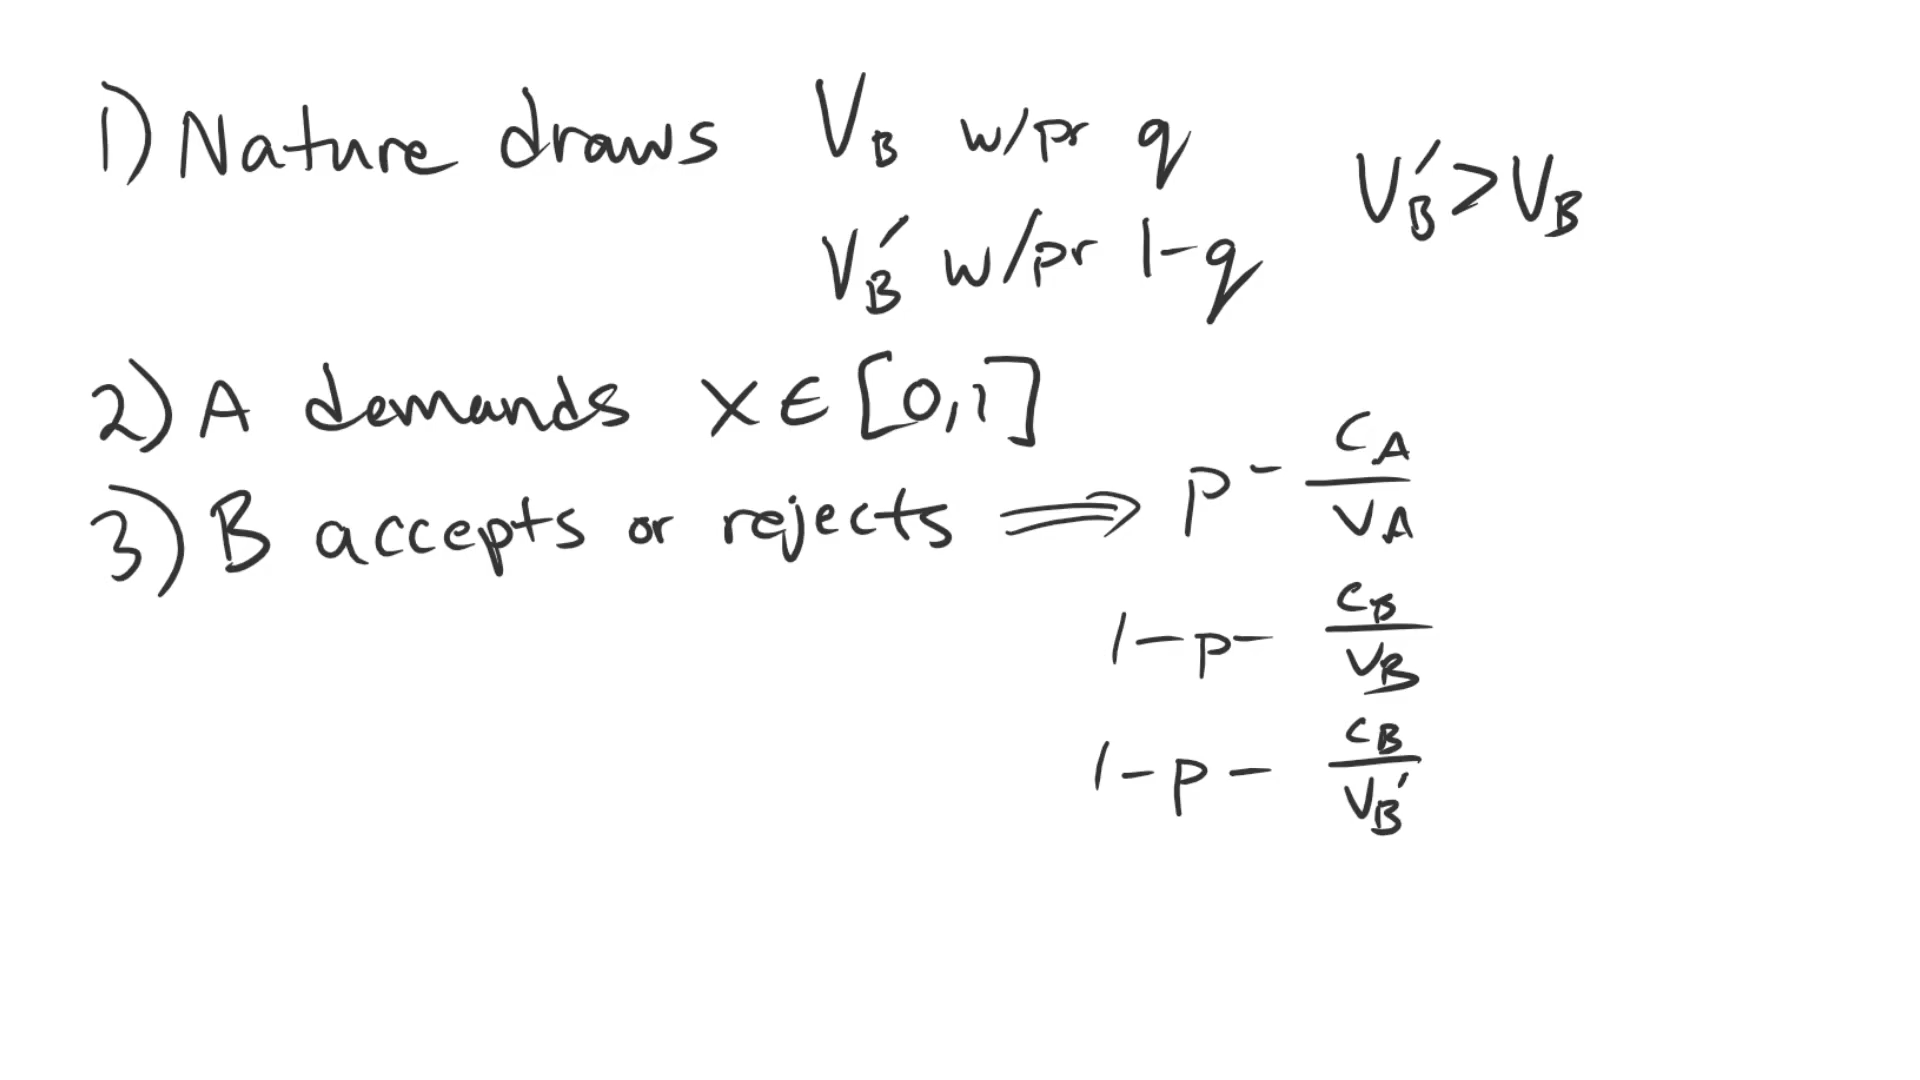 1) Nature draws V_B w/pr q
V_B' w/pr 1-q
V_B' > V_B
2) A demands x ∈ [0,1]
3) B accepts or rejects ⟹ p - C_A/V_A
1-p- C_B/V_B
1-p- C_B/V_B'